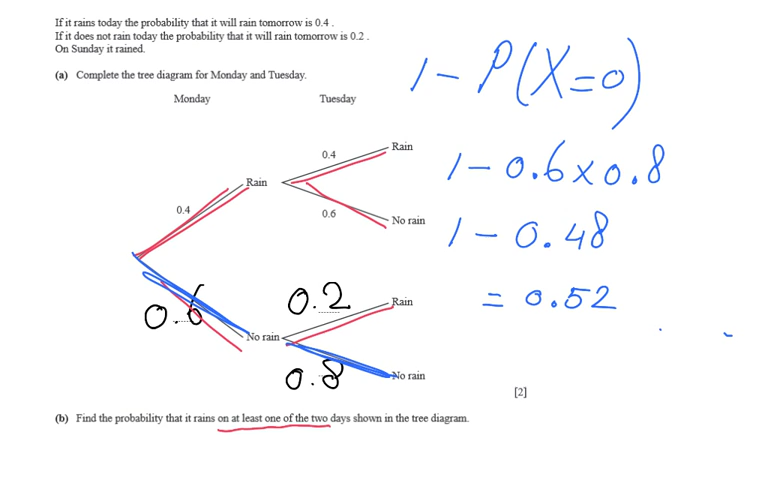 If it rains today the probability that it will rain tomorrow is 0.4 .
If it does not rain today the probability that it will rain tomorrow is 0.2 .
On Sunday it rained.
(a) Complete the tree diagram for Monday and Tuesday.
Monday Tuesday
1 - P(X=0)
Rain
0.4
Rain
0.4
0.6
No rain
1 - 0.6 x 0.8
1 - 0.48
= 0.52
0.6
0.2
Rain
No rain
0.8
No rain
[2]
(b) Find the probability that it rains on at least one of the two days shown in the tree diagram.